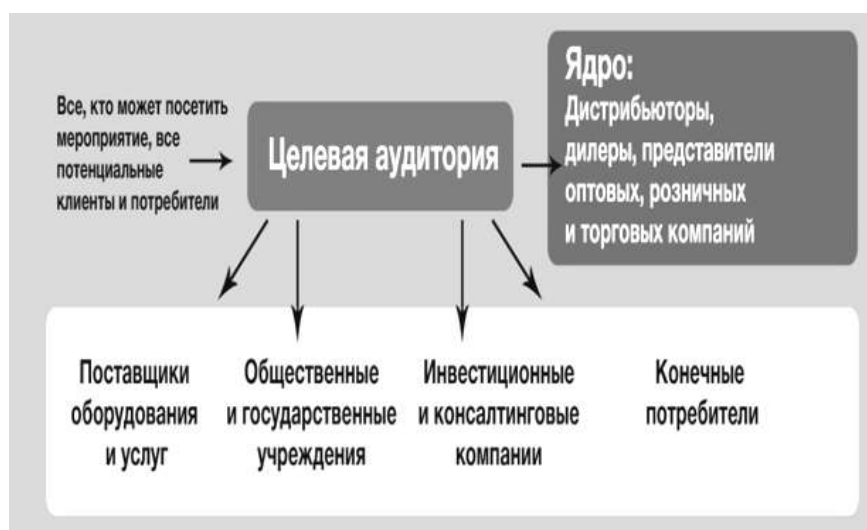 Все, кто может посетить
мероприятие, все
потенциальные
клиенты и потребители
Целевая аудитория
Ядро:
Дистрибьюторы,
дилеры, представители
оптовых, розничных
и торговых компаний
Поставщики
оборудования
и услуг
Общественные
и государственные
учреждения
Инвестиционные
и консалтинговые
компании
Конечные
потребители